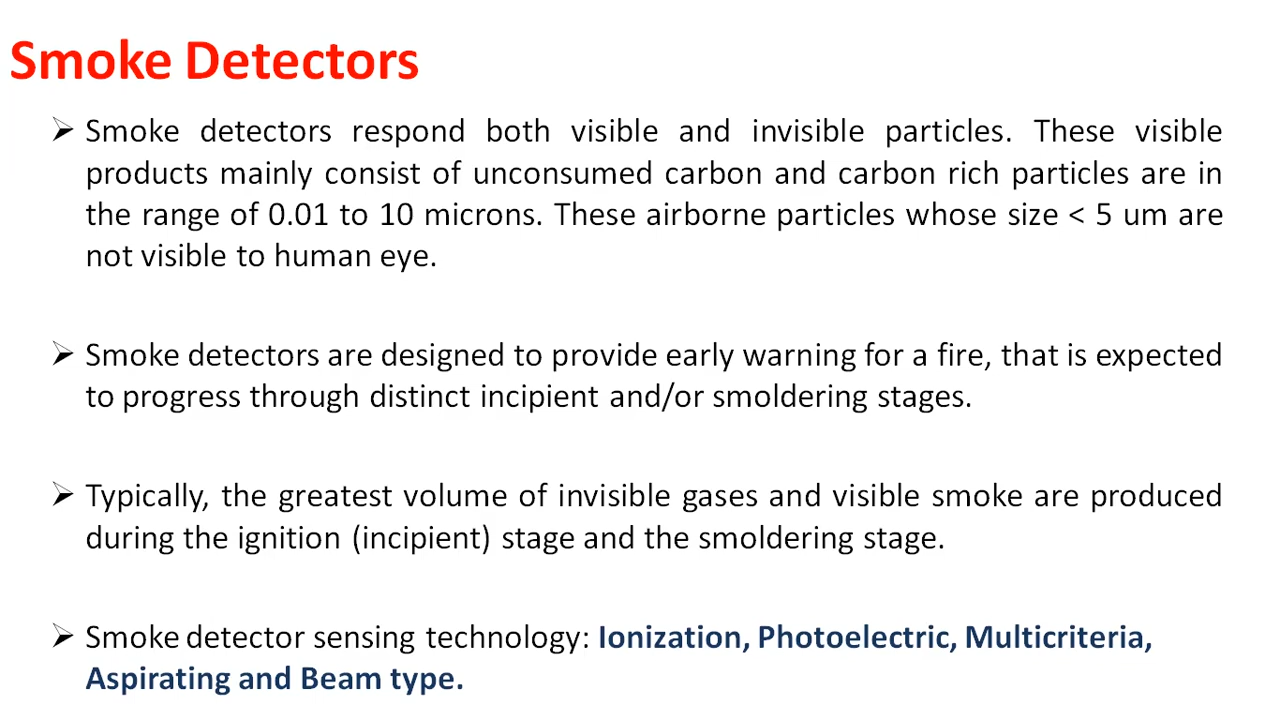 Smoke Detectors
➢ Smoke detectors respond both visible and invisible particles. These visible
products mainly consist of unconsumed carbon and carbon rich particles are in
the range of 0.01 to 10 microns. These airborne particles whose size < 5 um are
not visible to human eye.
➢ Smoke detectors are designed to provide early warning for a fire, that is expected
to progress through distinct incipient and/or smoldering stages.
➢ Typically, the greatest volume of invisible gases and visible smoke are produced
during the ignition (incipient) stage and the smoldering stage.
➢ Smoke detector sensing technology: Ionization, Photoelectric, Multicriteria,
Aspirating and Beam type.